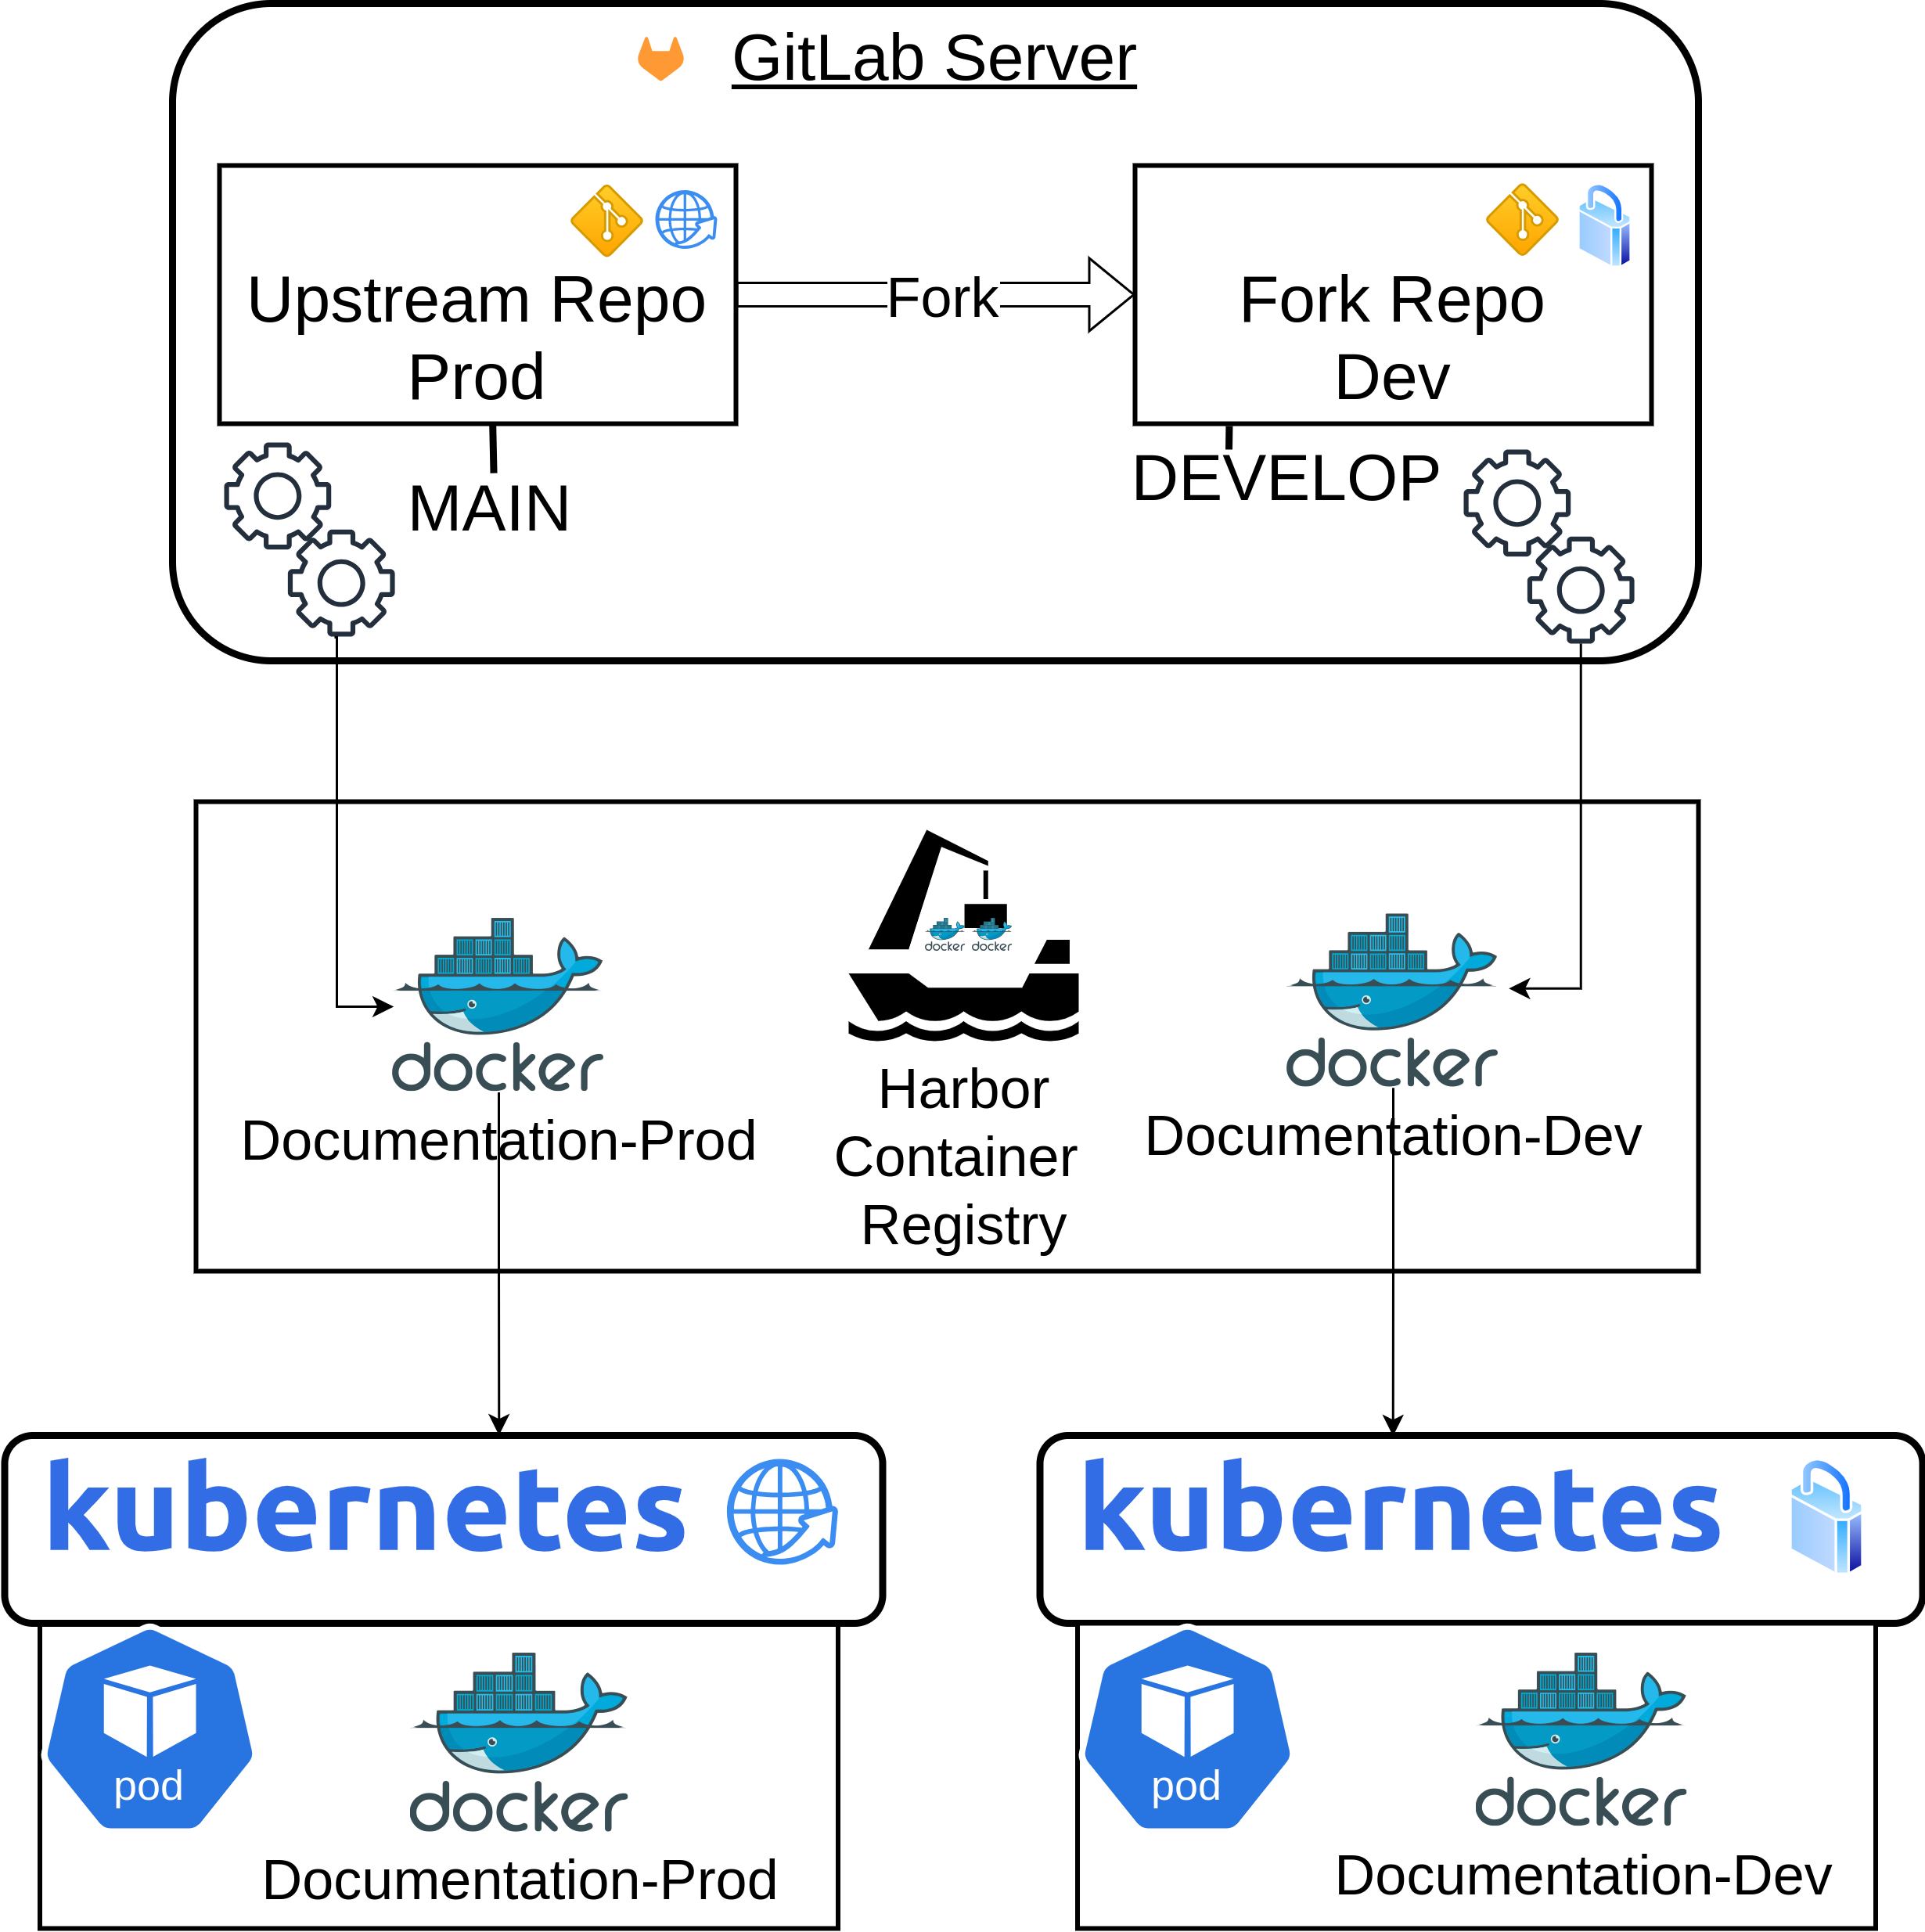 GitLab Server
Upstream Repo
Prod
Fork
Fork Repo
Dev
MAIN
DEVELOP
docker
docker
docker
docker
Documentation-Prod
Harbor
Container
Registry
Documentation-Dev
kubernetes
kubernetes
pod
docker
Documentation-Prod
pod
docker
Documentation-Dev